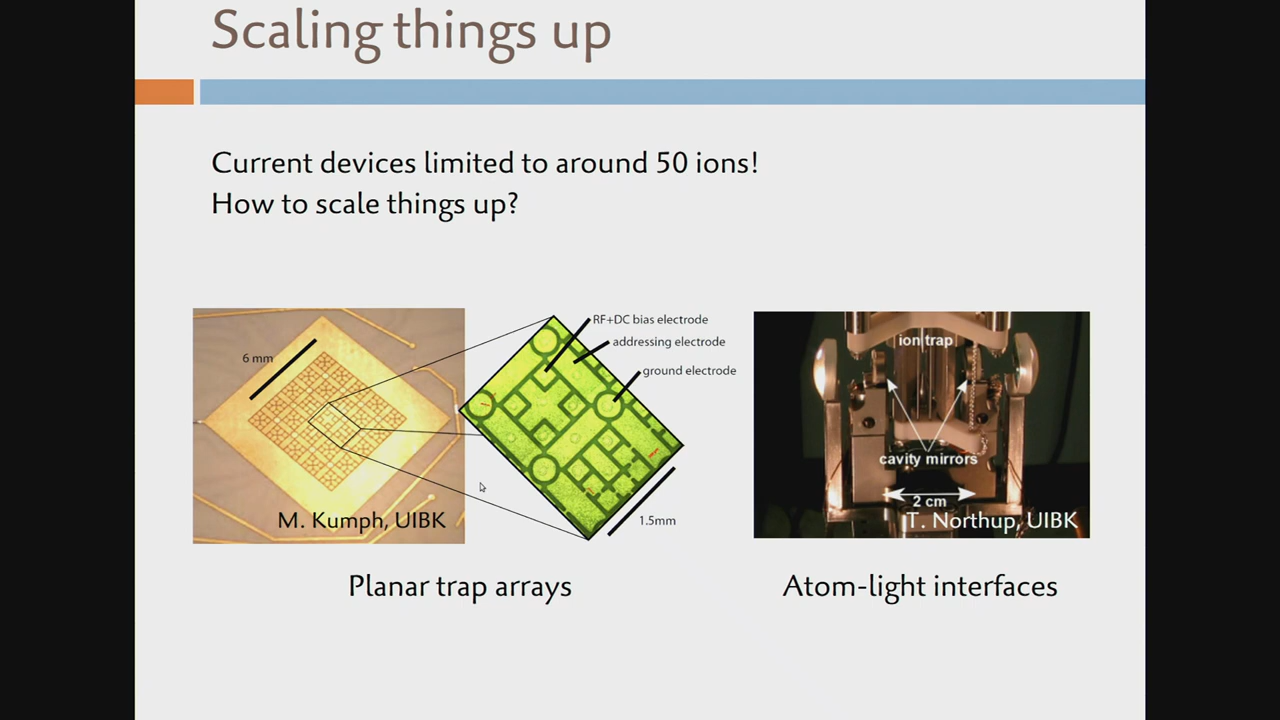 Scaling things up
Current devices limited to around 50 ions!
How to scale things up?
6 mm
M. Kumph, UIBK
RF+DC bias electrode
addressing electrode
ground electrode
1.5mm
ion trap
cavity mirrors
2 cm
T. Northup, UIBK
Planar trap arrays
Atom-light interfaces